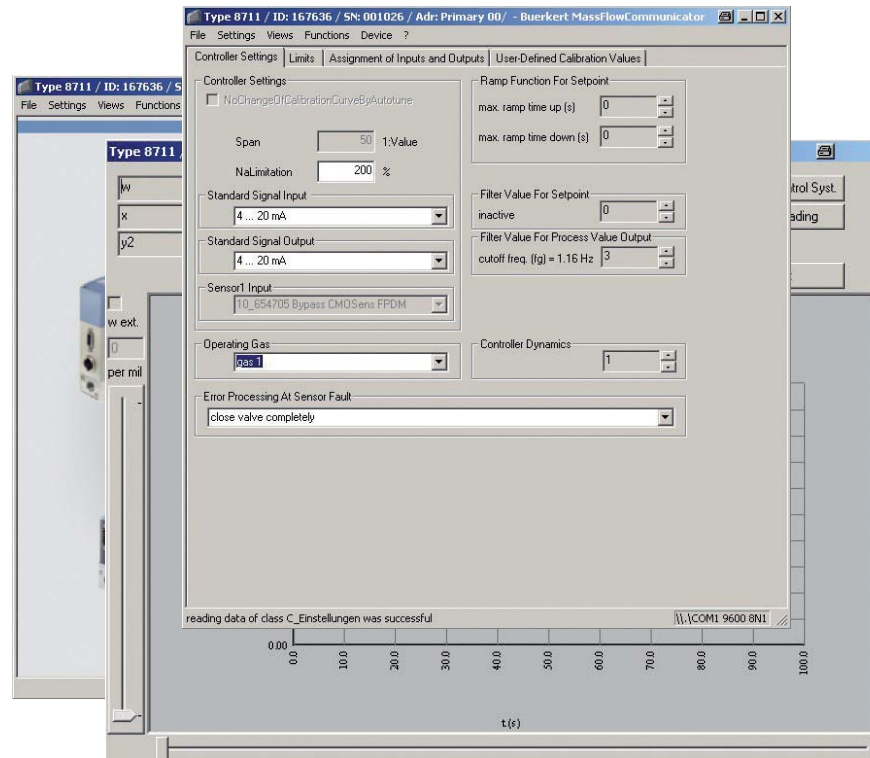 Type 8711 / ID: 167636 / SN: 001026 / Adr: Primary 00/ - Buerkert MassFlowCommunicator
File Settings Views Functions Device ?
Controller Settings Limits Assignment of Inputs and Outputs User-Defined Calibration Values
Controller Settings
NoChangeOfCalibrationCurveByAutotune
Span 50 1:Value
NaLimitation 200 %
Standard Signal Input
4 ... 20 mA
Standard Signal Output
4 ... 20 mA
Sensor1 Input
10_654705 Bypass CMOSens FPDM
Operating Gas
gas 1
Ramp Function For Setpoint
max. ramp time up (s) 0
max. ramp time down (s) 0
Filter Value For Setpoint
inactive 0
Filter Value For Process Value Output
cutoff freq. (fg) = 1.16 Hz 3
Controller Dynamics
1
Error Processing At Sensor Fault
close valve completely
reading data of class C_Einstellungen was successful \\.\COM1 9600 8N1
Type 8711 / ID: 167636 / S
File Settings Views Functions
Type 8711
w
x
y2
w ext.
0
per mil
trol Syst.
ading
0.00
0.0 10.0 20.0 30.0 40.0 50.0 60.0 70.0 80.0 90.0 100.0
t(s)